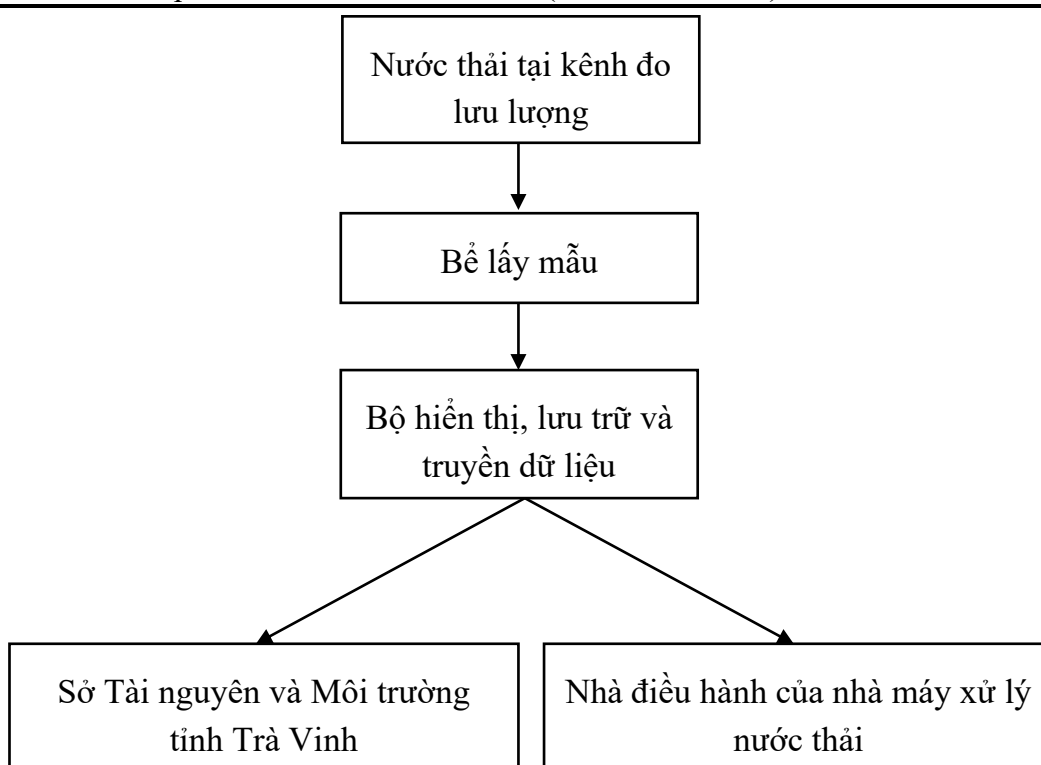 Nước thải tại kênh đo
lưu lượng
Bể lấy mẫu
Bộ hiển thị, lưu trữ và
truyền dữ liệu
Sở Tài nguyên và Môi trường
tỉnh Trà Vinh
Nhà điều hành của nhà máy xử lý
nước thải